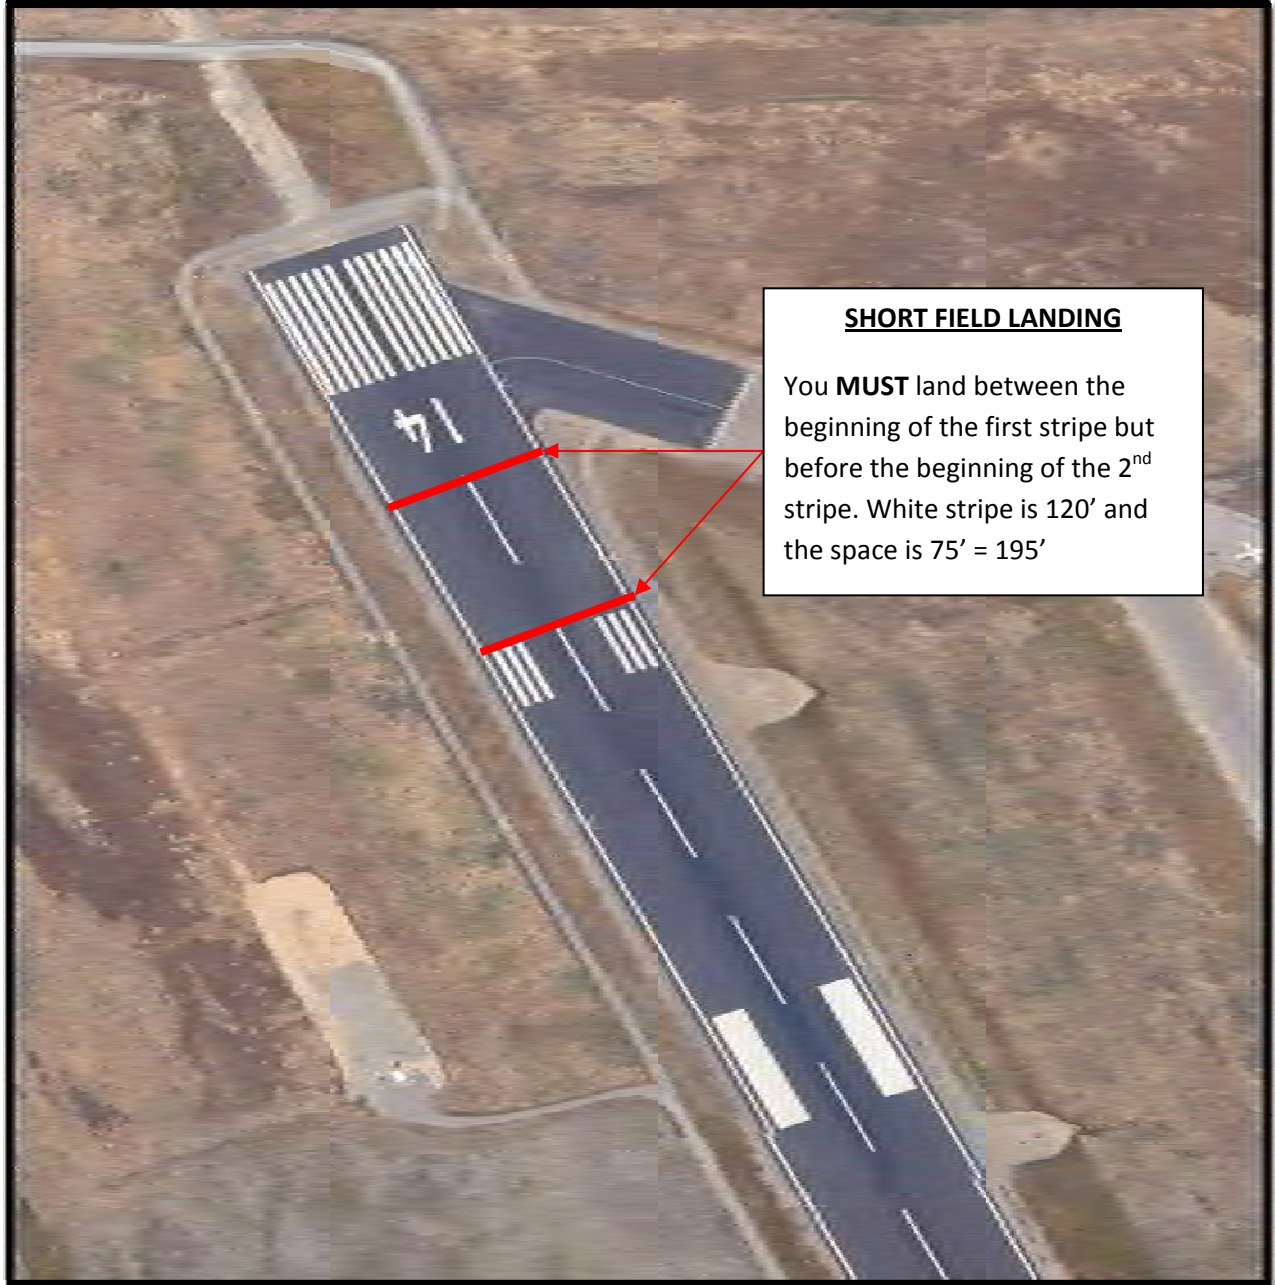 14
SHORT FIELD LANDING
You MUST land between the
beginning of the first stripe but
before the beginning of the 2nd
stripe. White stripe is 120’ and
the space is 75’ = 195’